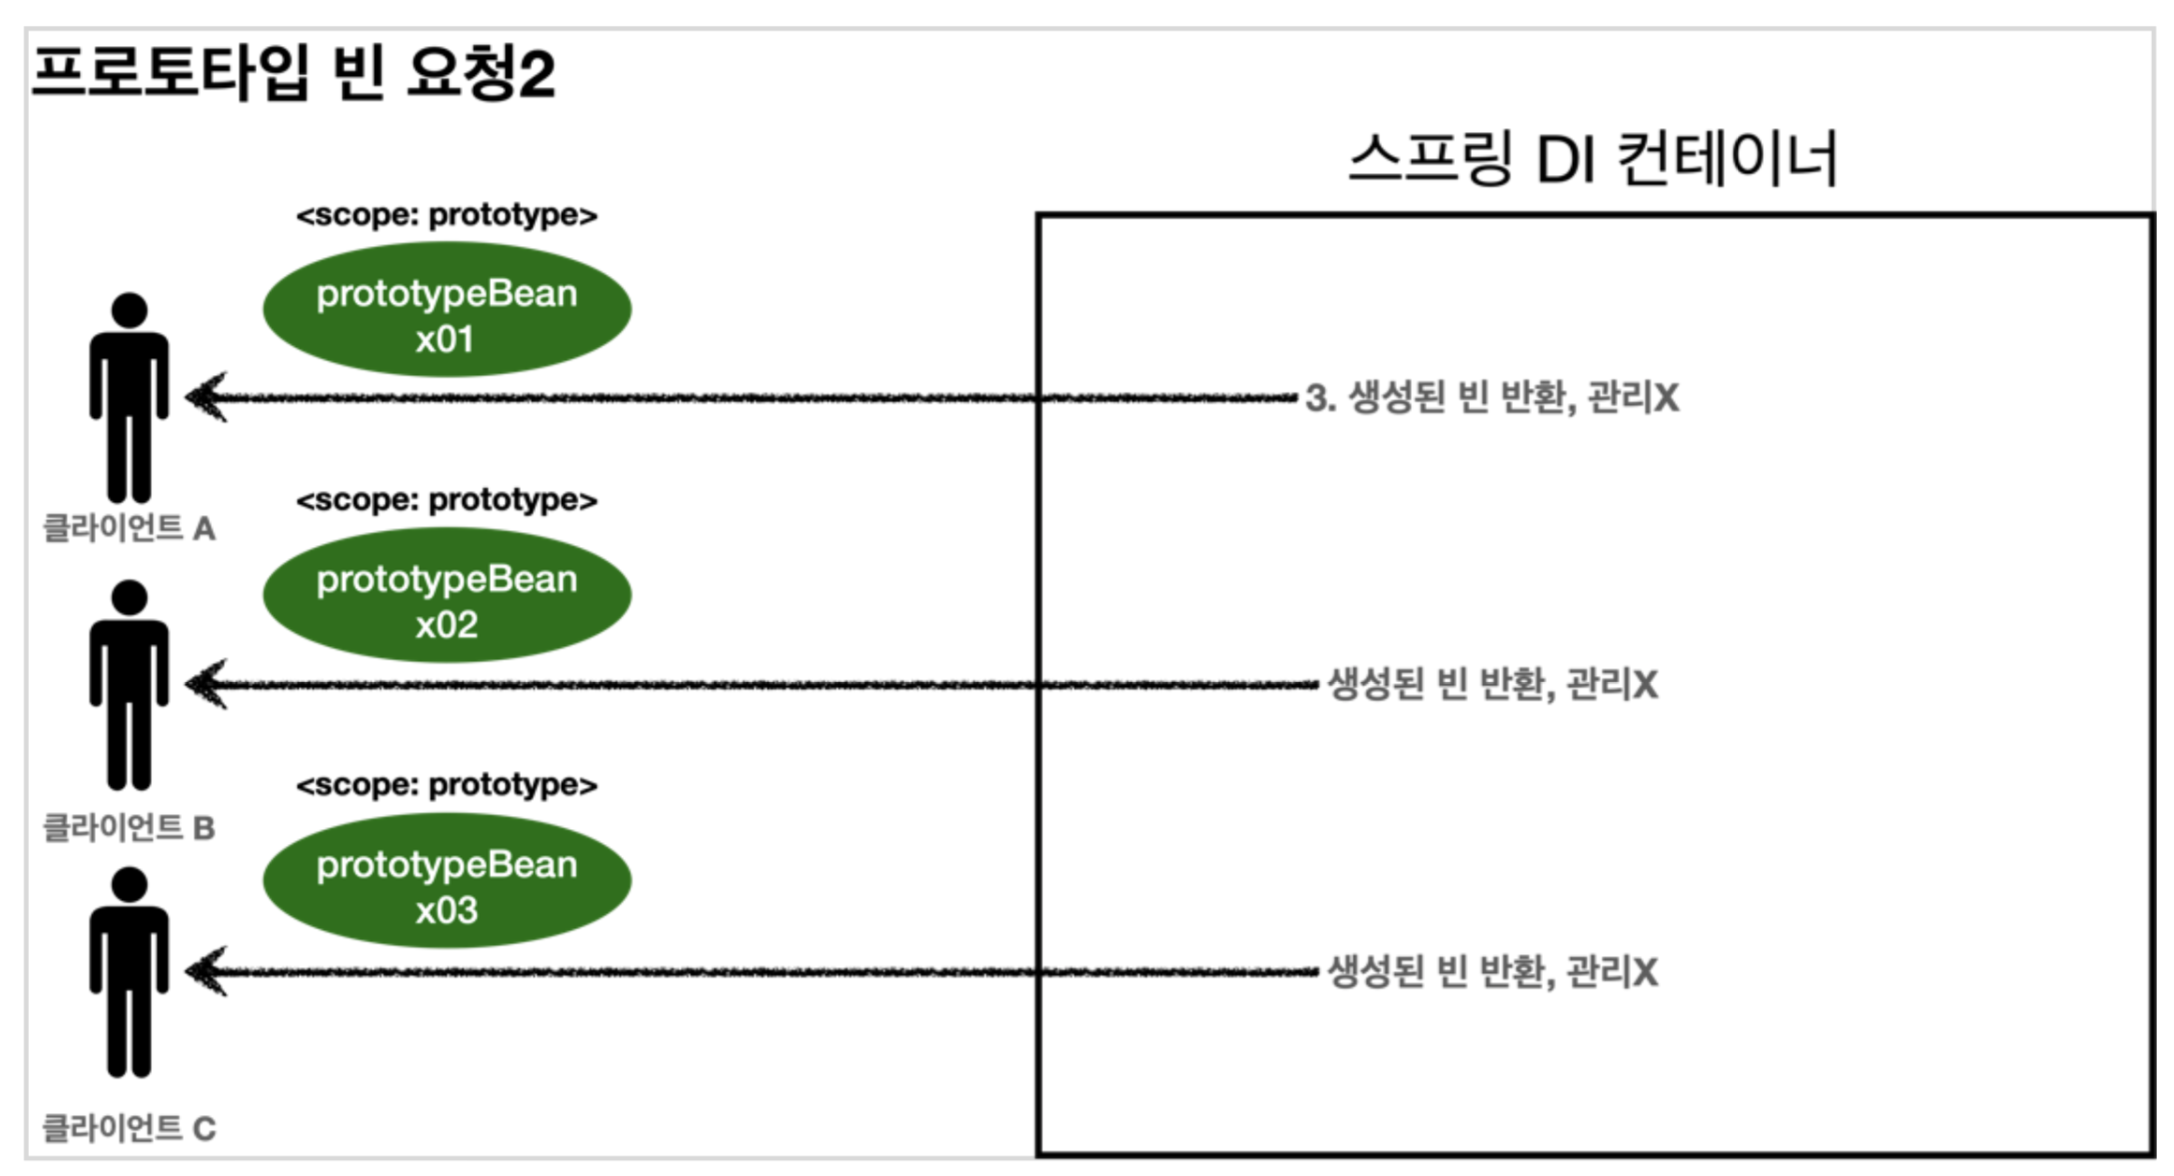 프로토타입 빈 요청2
스프링 DI 컨테이너
<scope: prototype>
prototypeBean
x01
3. 생성된 빈 반환, 관리X
클라이언트 A
<scope: prototype>
prototypeBean
x02
생성된 빈 반환, 관리X
클라이언트 B
<scope: prototype>
prototypeBean
x03
생성된 빈 반환, 관리X
클라이언트 C